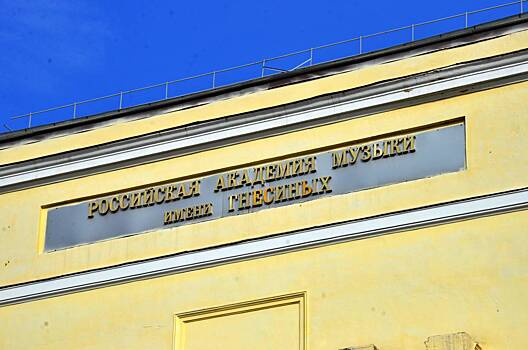 РОССИЙСКАЯ АКАДЕМИЯ МУЗЫКИ
ИМЕНИ ГНЕСИНЫХ